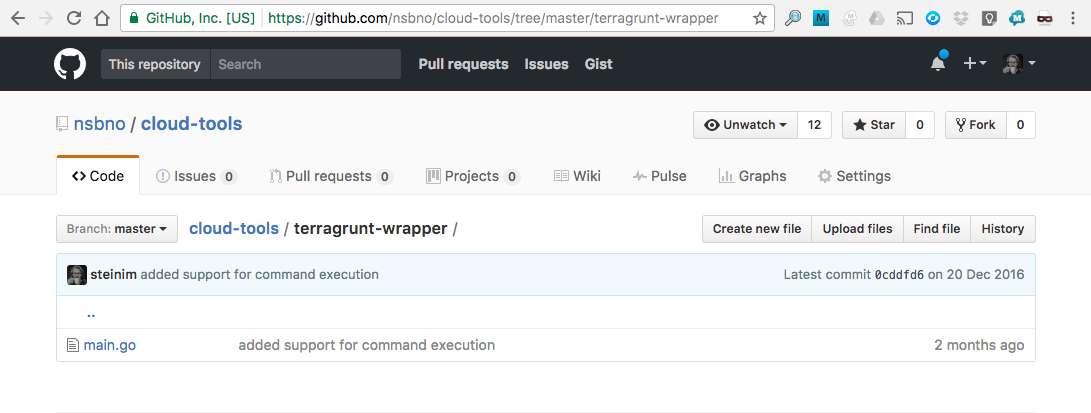 GitHub, Inc. [US] https://github.com/nsbno/cloud-tools/tree/master/terragrunt-wrapper
This repository Search Pull requests Issues Gist
nsbno / cloud-tools Unwatch 12 Star 0 Fork 0
Code Issues 0 Pull requests 0 Projects 0 Wiki Pulse Graphs Settings
Branch: master cloud-tools / terragrunt-wrapper / Create new file Upload files Find file History
steinim added support for command execution Latest commit 0cddfd6 on 20 Dec 2016
..
main.go added support for command execution 2 months ago